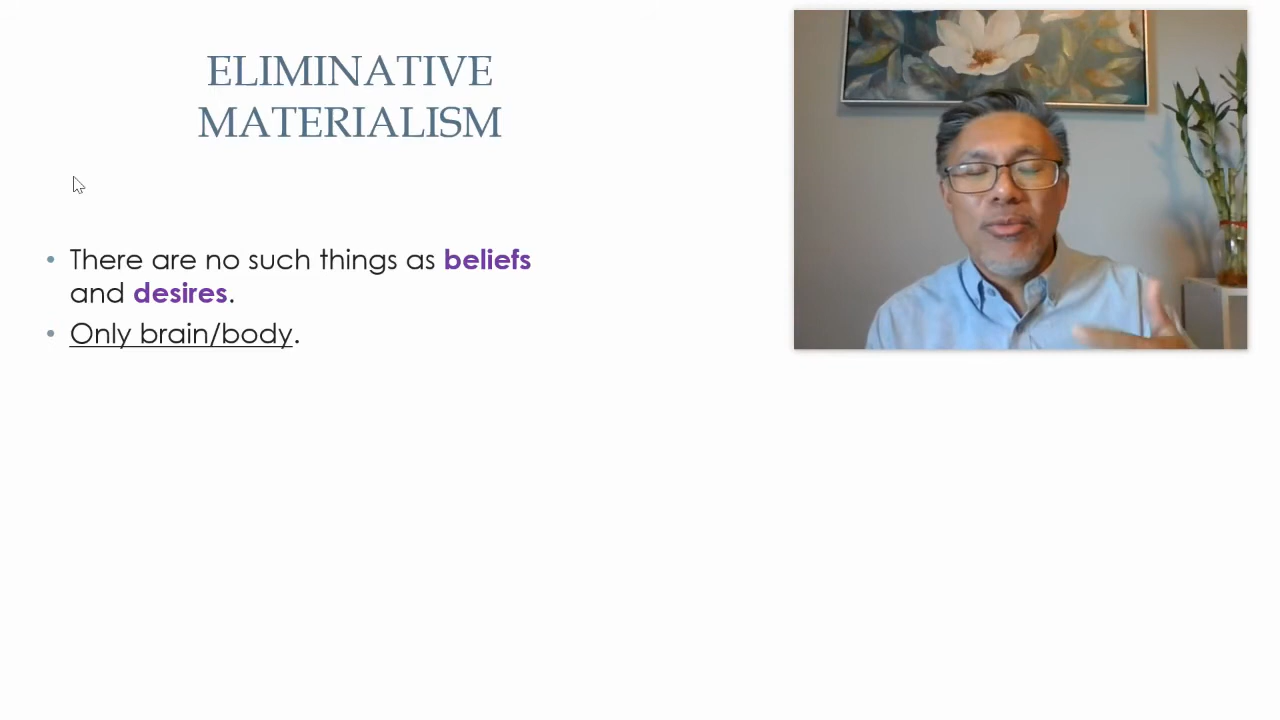 ELIMINATIVE
MATERIALISM
• There are no such things as beliefs
and desires.
• Only brain/body.